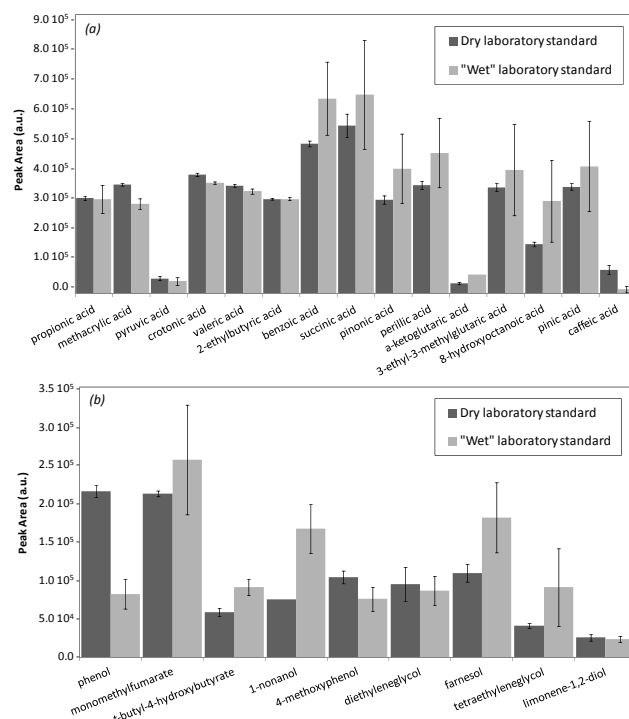 9.0 10⁵
(a)
Dry laboratory standard
"Wet" laboratory standard
8.0 10⁵
7.0 10⁵
6.0 10⁵
5.0 10⁵
4.0 10⁵
3.0 10⁵
2.0 10⁵
1.0 10⁵
0.0
Peak Area (a.u.)
propionic acid
methacrylic acid
pyruvic acid
crotonic acid
valeric acid
2-ethylbutyric acid
benzoic acid
succinic acid
pinonic acid
perillic acid
a-ketoglutaric acid
3-ethyl-3-methylglutaric acid
8-hydroxyoctanoic acid
pinic acid
caffeic acid
3.5 10⁵
(b)
Dry laboratory standard
"Wet" laboratory standard
3.0 10⁵
2.5 10⁵
2.0 10⁵
1.5 10⁵
1.0 10⁵
5.0 10⁴
0.0
Peak Area (a.u.)
phenol
monomethylfumarate
t-butyl-4-hydroxybutyrate
1-nonanol
4-methoxyphenol
diethyleneglycol
farnesol
tetraethyleneglycol
limonene-1,2-diol